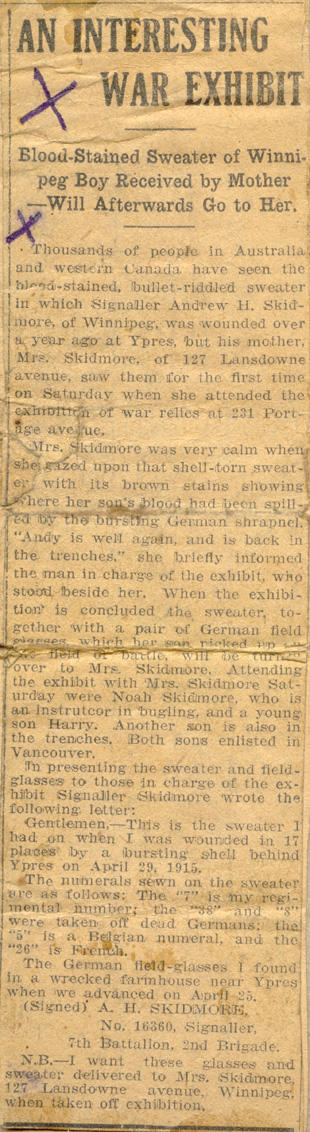 AN INTERESTING
WAR EXHIBIT
Blood-Stained Sweater of Winni-
peg Boy Received by Mother
—Will Afterwards Go to Her.
Thousands of people in Australia
and western Canada have seen the
blood-stained, bullet-riddled sweater
in which Signaller Andrew H. Skid-
more, of Winnipeg, was wounded over
a year ago at Ypres, but his mother,
Mrs. Skidmore, of 127 Lansdowne
avenue, saw them for the first time
on Saturday when she attended the
exhibition of war relics at 231 Port-
age avenue.
Mrs. Skidmore was very calm when
she gazed upon that shell-torn sweat-
er with its brown stains showing
where her son's blood had been spill-
ed by the bursting German shrapnel.
"Andy is well again, and is back in
the trenches," she briefly informed
the man in charge of the exhibit, who
stood beside her. When the exhibi-
tion is concluded the sweater, to-
gether with a pair of German field
glasses which her son picked up
field of battle, will be turned
over to Mrs. Skidmore. Attending
the exhibit with Mrs. Skidmore Sat-
urday were Noah Skidmore, who is
an instrutcor in bugling, and a young
son Harry. Another son is also in
the trenches. Both sons enlisted in
Vancouver.
In presenting the sweater and field-
glasses to those in charge of the ex-
hibit Signaller Skidmore wrote the
following letter:
Gentlemen,—This is the sweater I
had on when I was wounded in 17
places by a bursting shell behind
Ypres on April 29, 1915.
The numerals sewn on the sweater
are as follows: The "7" is my regi-
mental number; the "38" and "8"
were taken off dead Germans; the
"5" is a Belgian numeral, and the
"26" is French.
The German field-glasses I found
in a wrecked farmhouse near Ypres
when we advanced on April 25.
(Signed) A. H. SKIDMORE,
No. 16360, Signaller,
7th Battalion, 2nd Brigade.
N.B.—I want these glasses and
sweater delivered to Mrs. Skidmore,
127 Lansdowne avenue, Winnipeg,
when taken off exhibition.